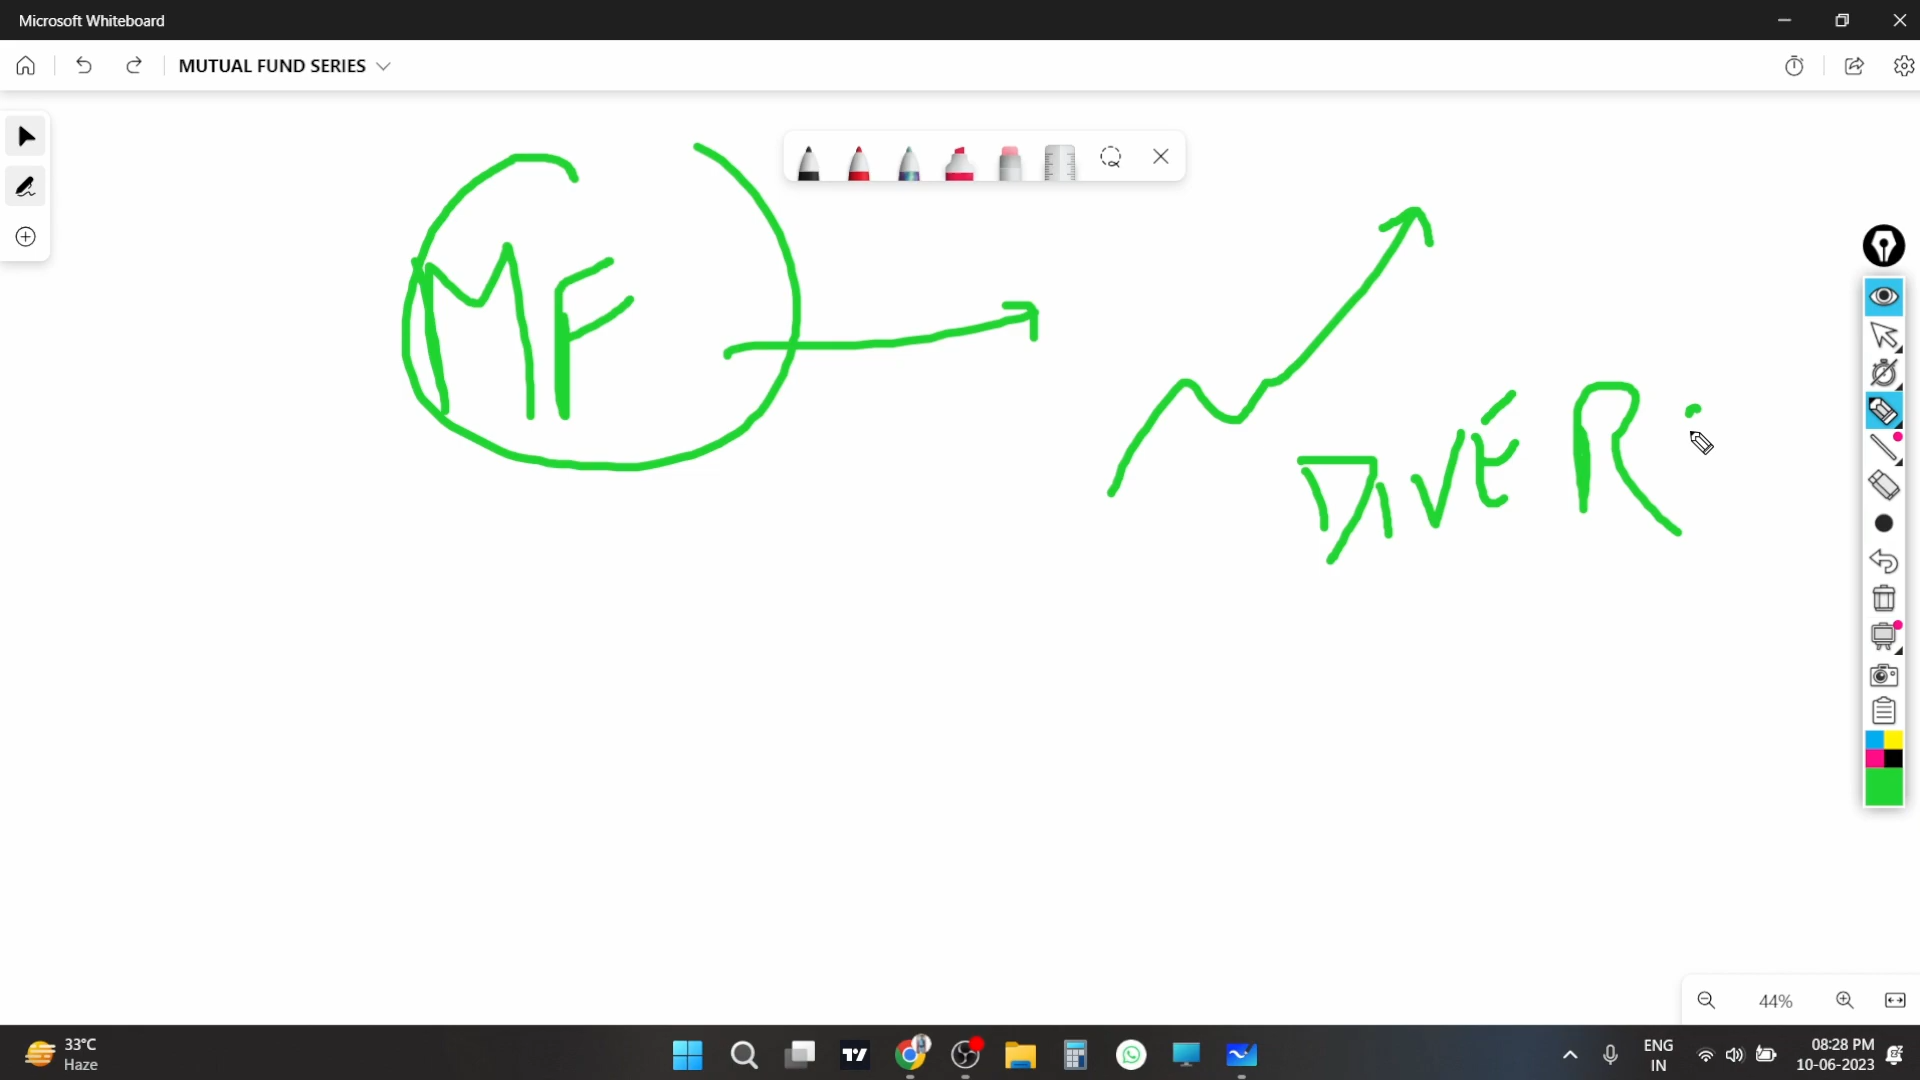 Microsoft Whiteboard
MUTUAL FUND SERIES
MF
DIVER
44%
33°C
Haze
ENG
IN
08:28 PM
10-06-2023